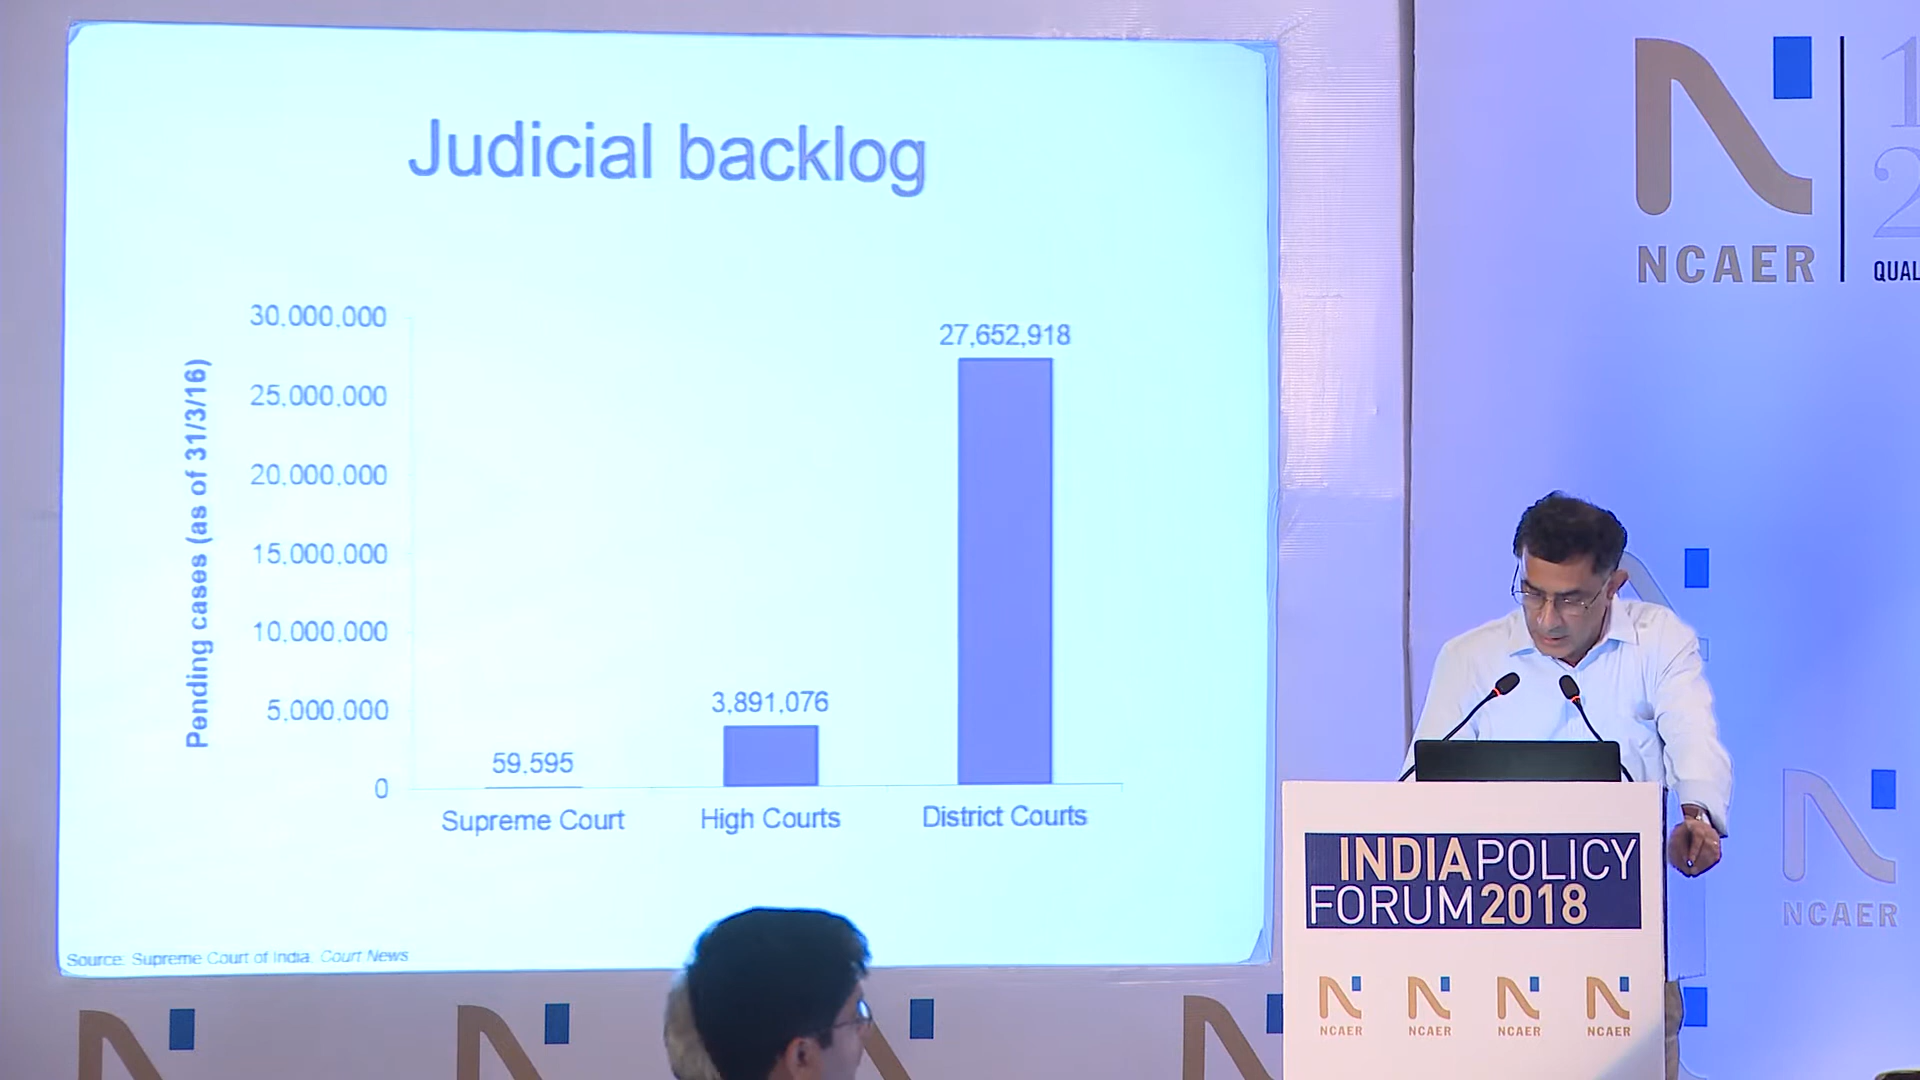 Judicial backlog
Pending cases (as of 31/3/16)
30,000,000
25,000,000
20,000,000
15,000,000
10,000,000
5,000,000
0
59,595
3,891,076
27,652,918
Supreme Court
High Courts
District Courts
Source: Supreme Court of India, Court News
NCAER
INDIA POLICY
FORUM 2018
NCAER NCAER NCAER NCAER
NCAER